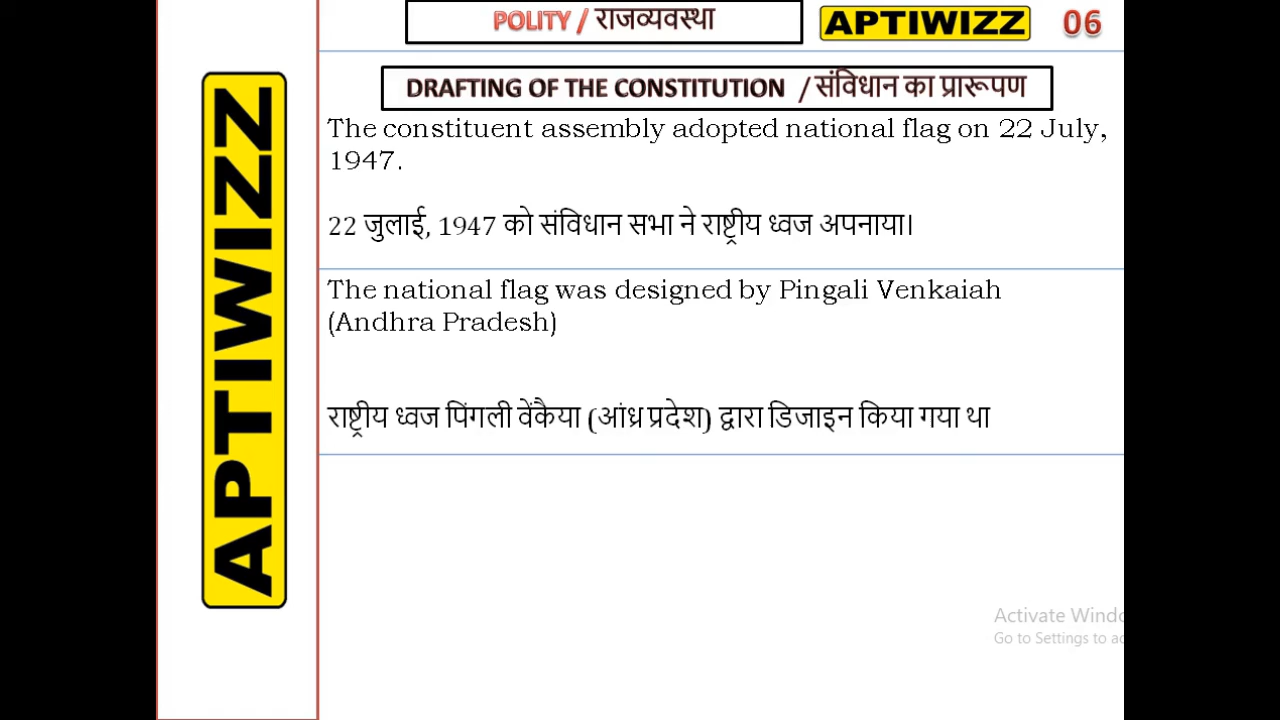 POLITY / राजव्यवस्था
APTIWIZZ
06
APTIWIZZ
DRAFTING OF THE CONSTITUTION / संविधान का प्रारूपण
The constituent assembly adopted national flag on 22 July,
1947.
22 जुलाई, 1947 को संविधान सभा ने राष्ट्रीय ध्वज अपनाया।
The national flag was designed by Pingali Venkaiah
(Andhra Pradesh)
राष्ट्रीय ध्वज पिंगली वेंकैया (आंध्र प्रदेश) द्वारा डिजाइन किया गया था
Activate Windo
Go to Settings to ac